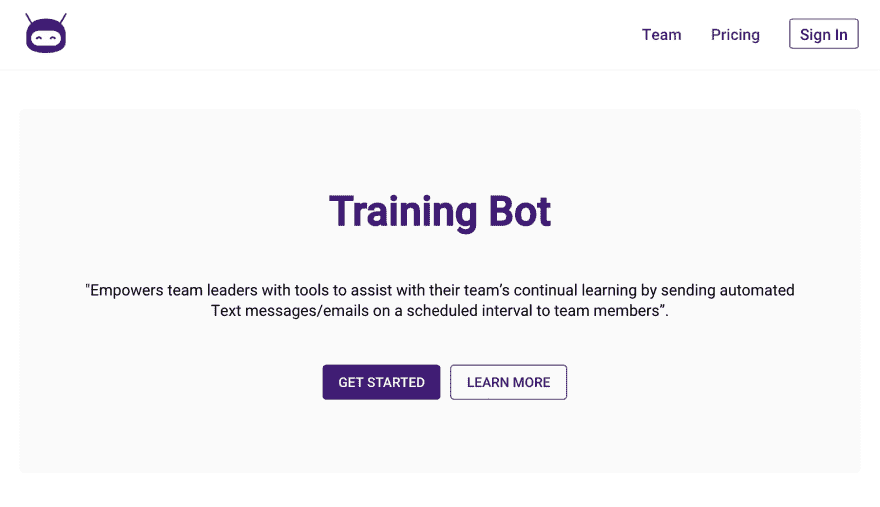 Team Pricing Sign In
Training Bot
"Empowers team leaders with tools to assist with their team’s continual learning by sending automated
Text messages/emails on a scheduled interval to team members”.
GET STARTED LEARN MORE